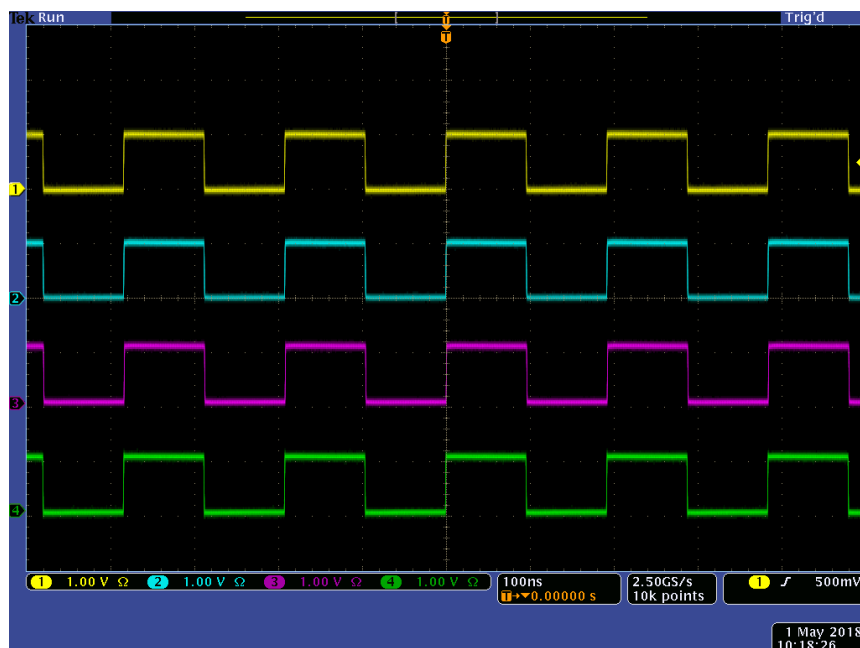 Tek Run Trig'd
T
T
1
2
3
4
1 1.00 V Ω 2 1.00 V Ω 3 1.00 V Ω 4 1.00 V Ω
100ns
T→▼0.00000 s
2.50GS/s
10k points
1 ∫ 500mV
1 May 2018
10:18:26